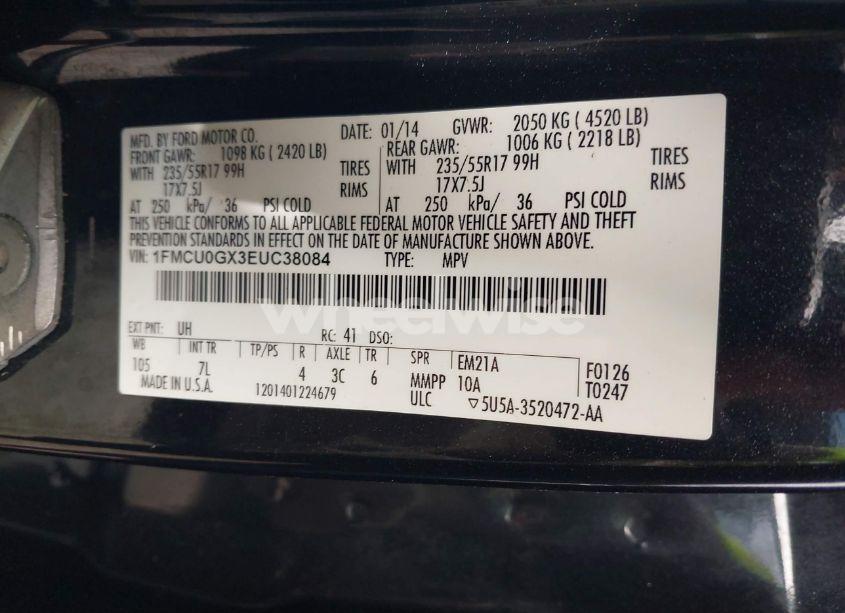 MFD. BY FORD MOTOR CO. DATE: 01/14 GVWR: 2050 KG ( 4520 LB)
FRONT GAWR: 1098 KG ( 2420 LB) REAR GAWR: 1006 KG ( 2218 LB)
WITH 235/55R17 99H TIRES WITH 235/55R17 99H TIRES
17X7.5J RIMS 17X7.5J RIMS
AT 250 kPa/ 36 PSI COLD AT 250 kPa/ 36 PSI COLD
THIS VEHICLE CONFORMS TO ALL APPLICABLE FEDERAL MOTOR VEHICLE SAFETY AND THEFT
PREVENTION STANDARDS IN EFFECT ON THE DATE OF MANUFACTURE SHOWN ABOVE.
VIN: 1FMCU0GX3EUC38084 TYPE: MPV
wheelwise
EXT PNT: UH RC: 41 DSO:
WB INT TR TP/PS R AXLE TR SPR EM21A F0126
105 7L 4 3C 6 MMPP 10A T0247
MADE IN U.S.A. 1201401224679 ULC ▽5U5A-3520472-AA